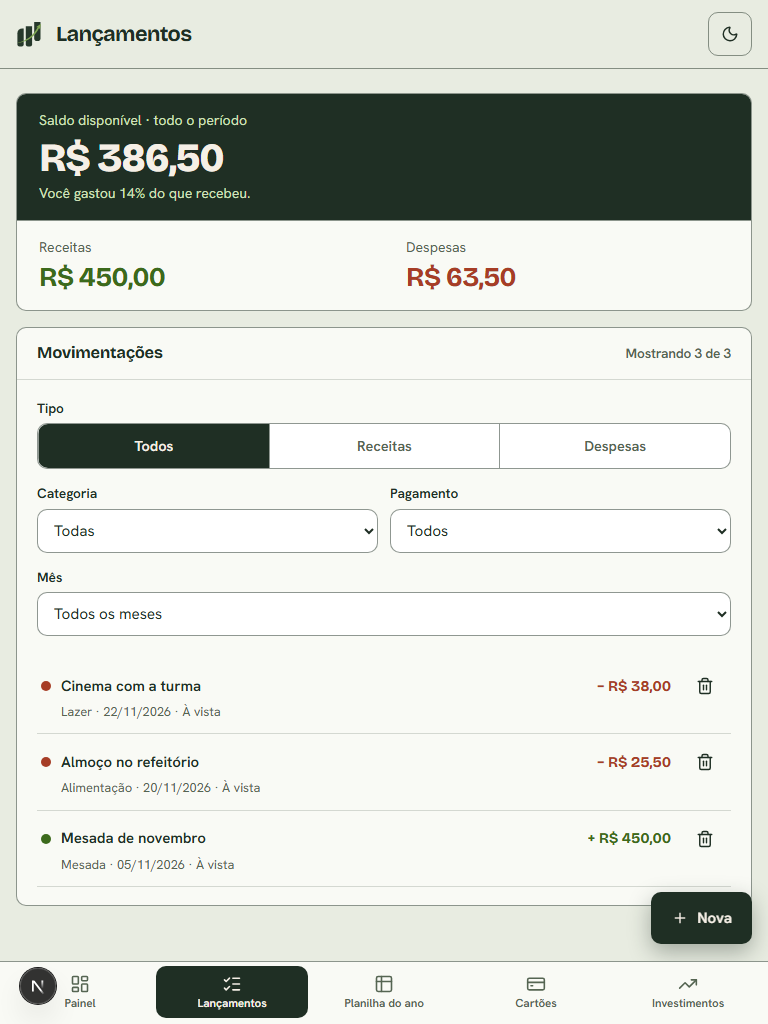 Lançamentos
Saldo disponível · todo o período
R$ 386,50
Você gastou 14% do que recebeu.
Receitas
Despesas
R$ 450,00
R$ 63,50
Movimentações
Mostrando 3 de 3
Tipo
Todos
Receitas
Despesas
Categoria
Pagamento
Todas
Todos
Mês
Todos os meses
Cinema com a turma
− R$ 38,00
Lazer · 22/11/2026 · À vista
Almoço no refeitório
− R$ 25,50
Alimentação · 20/11/2026 · À vista
Mesada de novembro
+ R$ 450,00
Mesada · 05/11/2026 · À vista
+ Nova
N
Painel
Lançamentos
Planilha do ano
Cartões
Investimentos